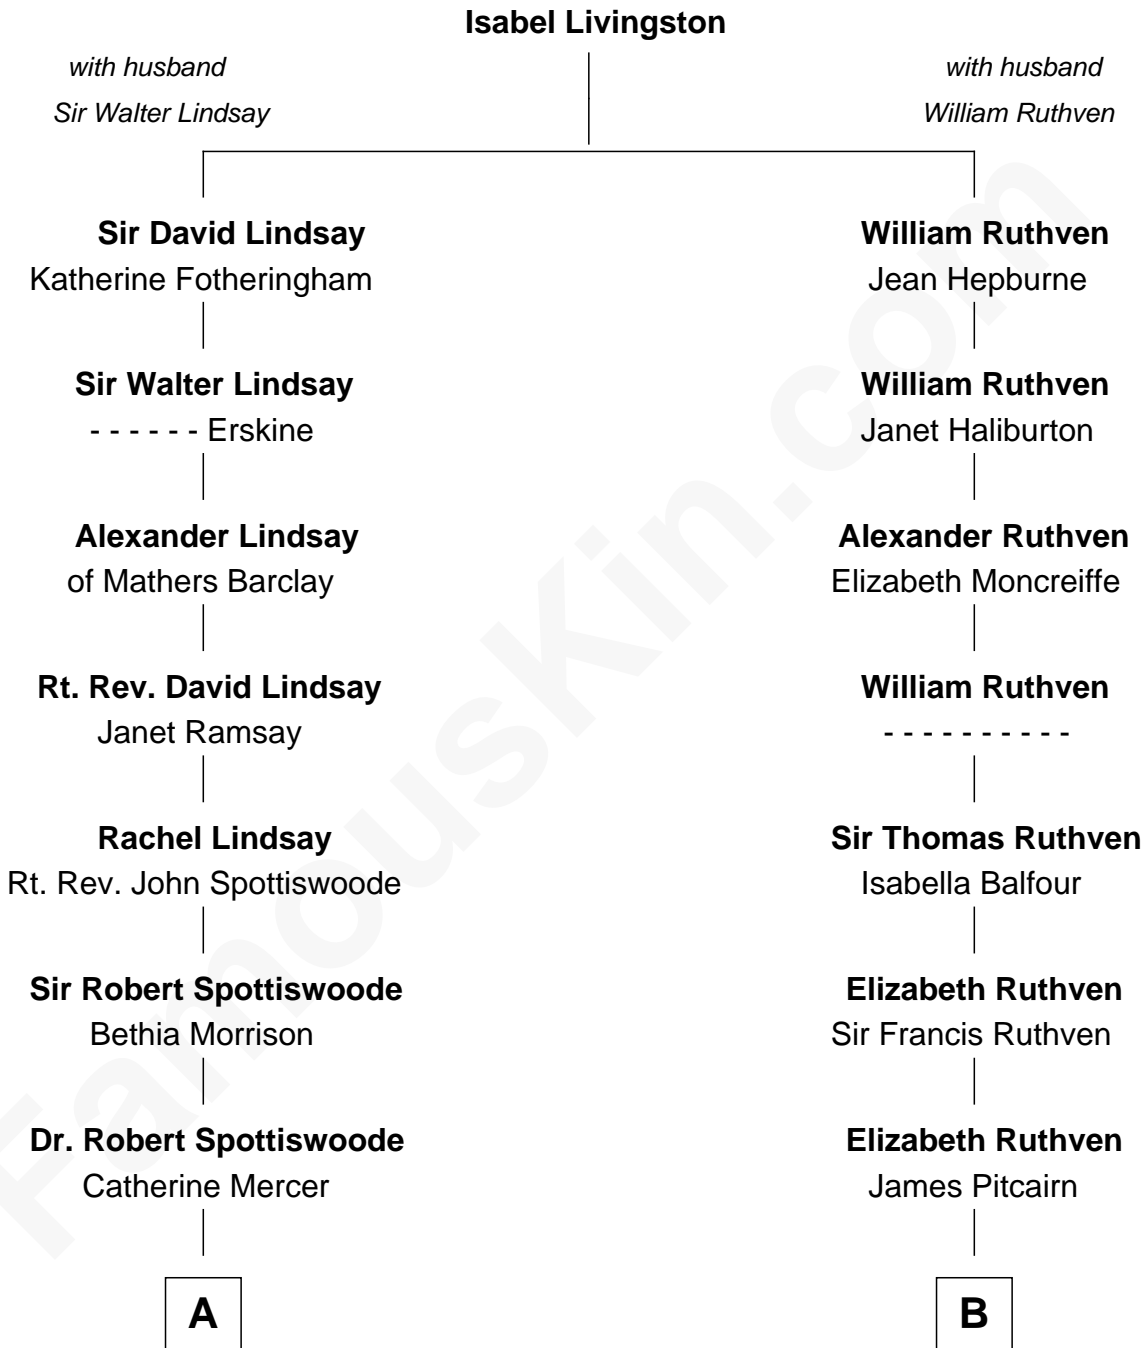 Isabel Livingston
with husband
Sir Walter Lindsay
with husband
William Ruthven
Sir David Lindsay
Katherine Fotheringham
William Ruthven
Jean Hepburne
Sir Walter Lindsay
- - - - - - Erskine
William Ruthven
Janet Haliburton
Alexander Lindsay
of Mathers Barclay
Alexander Ruthven
Elizabeth Moncreiffe
Rt. Rev. David Lindsay
Janet Ramsay
William Ruthven
- - - - - - - - - -
Rachel Lindsay
Rt. Rev. John Spottiswoode
Sir Thomas Ruthven
Isabella Balfour
Sir Robert Spottiswoode
Bethia Morrison
Elizabeth Ruthven
Sir Francis Ruthven
Dr. Robert Spottiswoode
Catherine Mercer
Elizabeth Ruthven
James Pitcairn
A
B
FamousKin.com